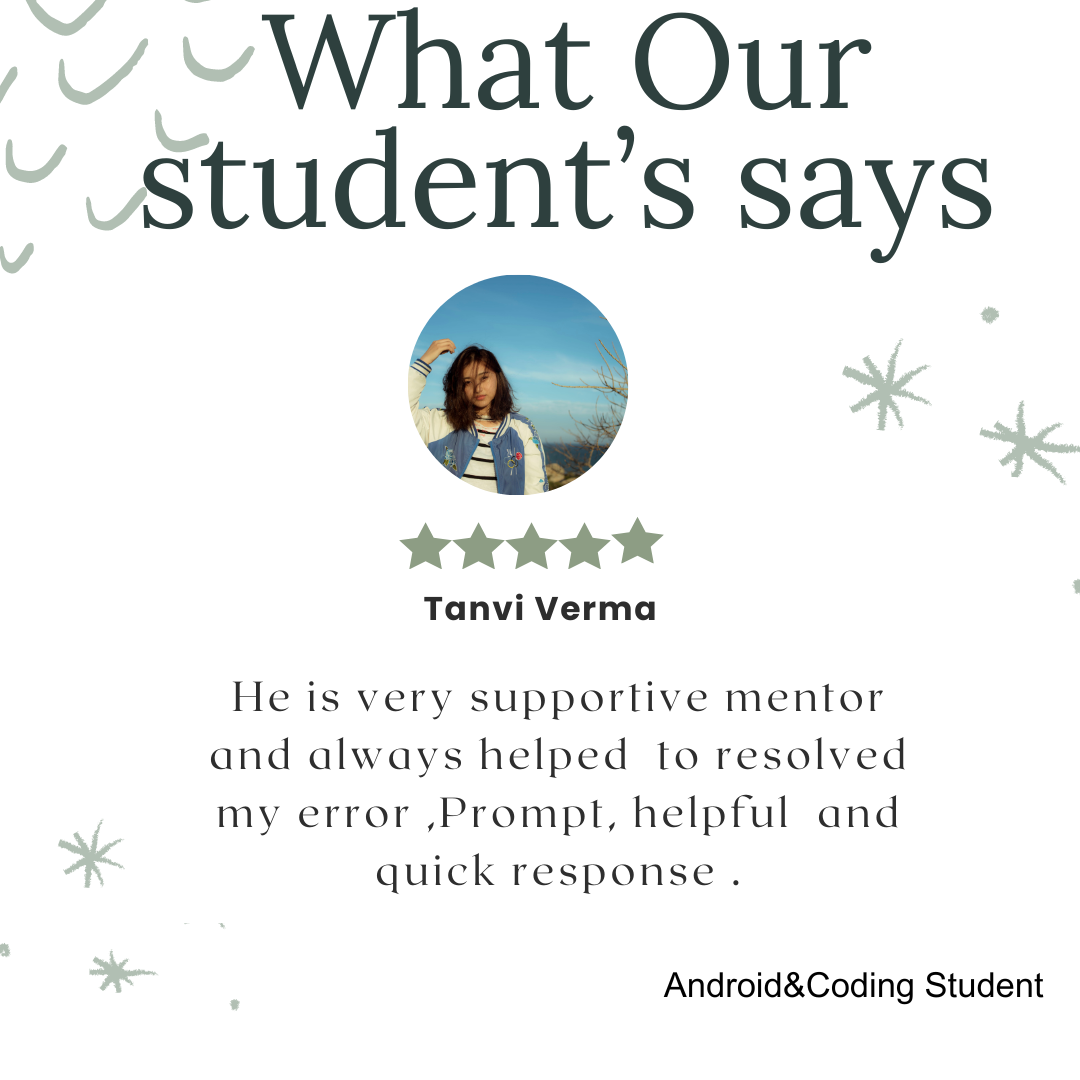 What Our
student’s says
Tanvi Verma
He is very supportive mentor
and always helped to resolved
my error ,Prompt, helpful and
quick response .
Android&Coding Student